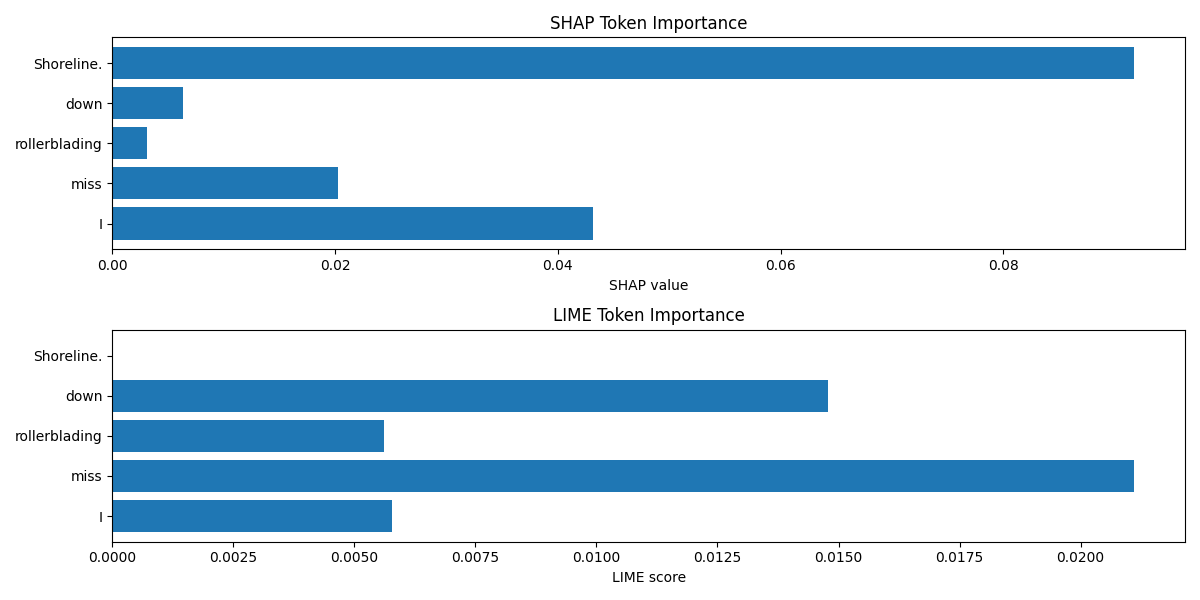 SHAP Token Importance
Shoreline.
down
rollerblading
miss
I
0.00 0.02 0.04 0.06 0.08
SHAP value
LIME Token Importance
Shoreline.
down
rollerblading
miss
I
0.0000 0.0025 0.0050 0.0075 0.0100 0.0125 0.0150 0.0175 0.0200
LIME score